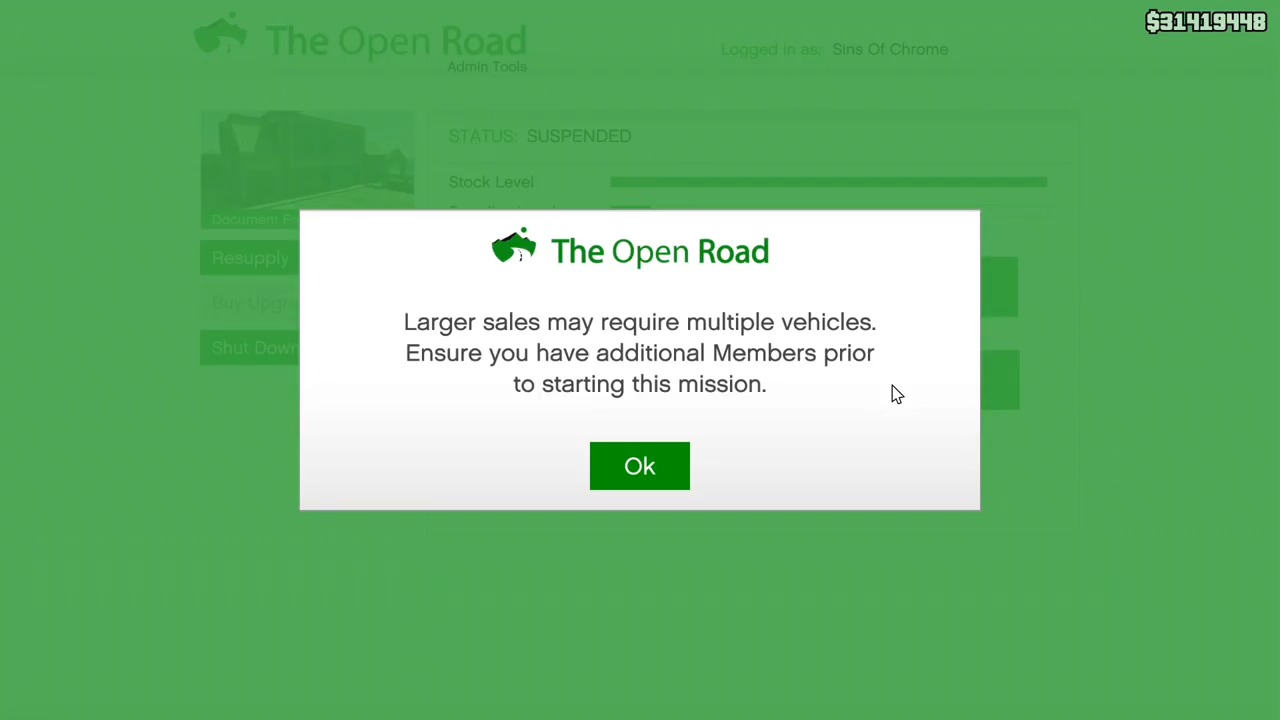 $31419448
The Open Road
Admin Tools
Logged in as: Sins Of Chrome
STATUS: SUSPENDED
Stock Level
Document
Resupply
Buy
Shut Down
The Open Road
Larger sales may require multiple vehicles.
Ensure you have additional Members prior
to starting this mission.
Ok